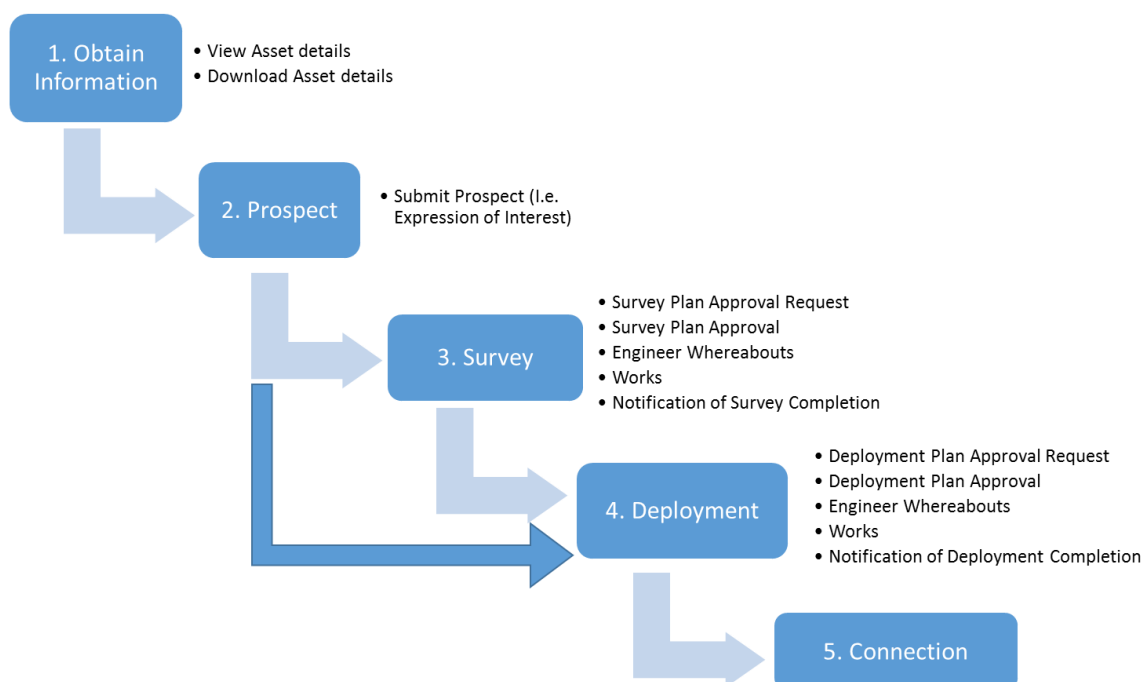 1. Obtain
Information
• View Asset details
• Download Asset details
2. Prospect
• Submit Prospect (I.e.
Expression of Interest)
3. Survey
• Survey Plan Approval Request
• Survey Plan Approval
• Engineer Whereabouts
• Works
• Notification of Survey Completion
4. Deployment
• Deployment Plan Approval Request
• Deployment Plan Approval
• Engineer Whereabouts
• Works
• Notification of Deployment Completion
5. Connection